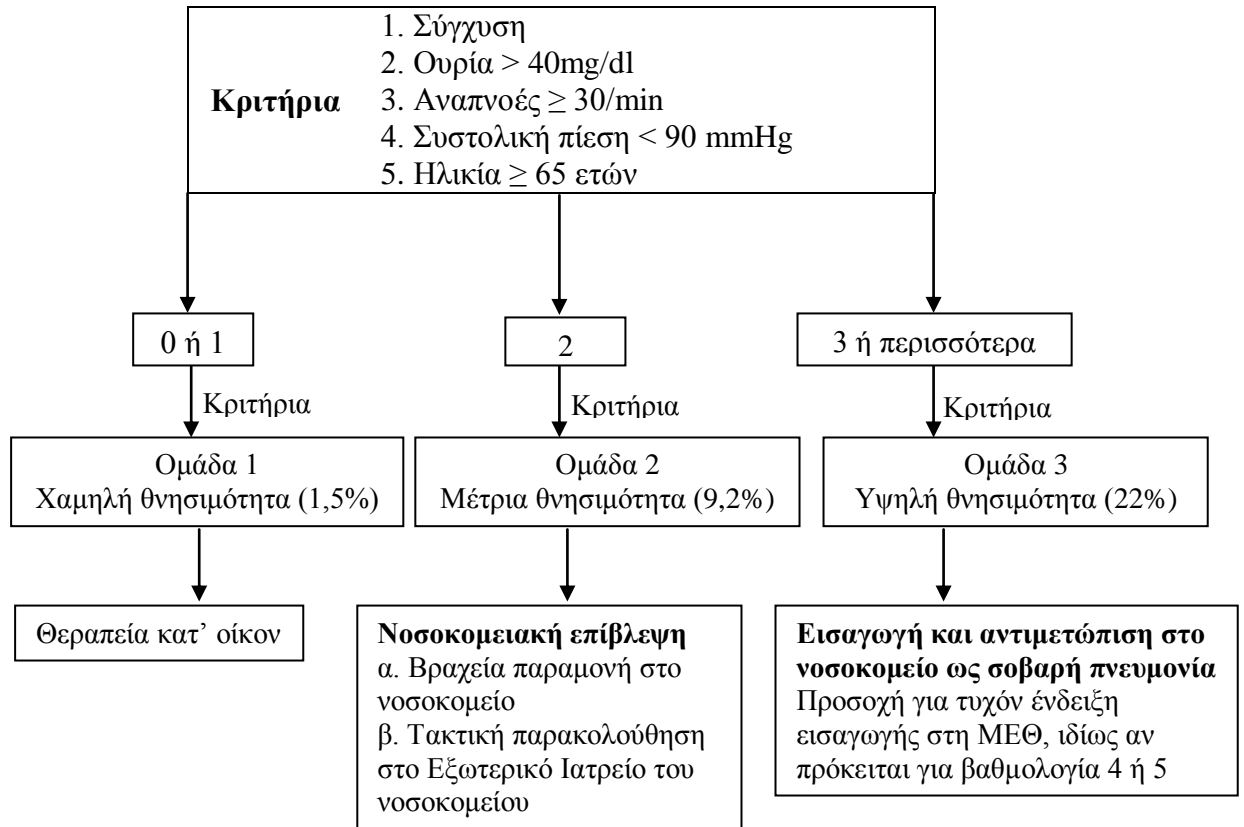 Κριτήρια
1. Σύγχυση
2. Ουρία > 40mg/dl
3. Αναπνοές ≥ 30/min
4. Συστολική πίεση < 90 mmHg
5. Ηλικία ≥ 65 ετών
0 ή 1
2
3 ή περισσότερα
Κριτήρια
Κριτήρια
Κριτήρια
Ομάδα 1
Χαμηλή θνησιμότητα (1,5%)
Ομάδα 2
Μέτρια θνησιμότητα (9,2%)
Ομάδα 3
Υψηλή θνησιμότητα (22%)
Θεραπεία κατ’ οίκον
Νοσοκομειακή επίβλεψη
α. Βραχεία παραμονή στο
νοσοκομείο
β. Τακτική παρακολούθηση
στο Εξωτερικό Ιατρείο του
νοσοκομείου
Εισαγωγή και αντιμετώπιση στο
νοσοκομείο ως σοβαρή πνευμονία
Προσοχή για τυχόν ένδειξη
εισαγωγής στη ΜΕΘ, ιδίως αν
πρόκειται για βαθμολογία 4 ή 5